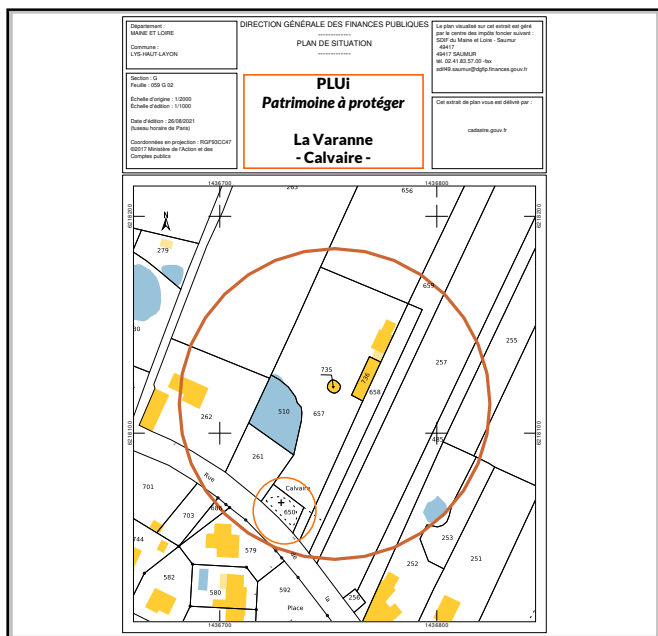 Département :
MAINE ET LOIRE
Commune :
LYS-HAUT-LAYON
Section : G
Feuille : 059 G 02
Échelle d'origine : 1/2000
Échelle d'édition : 1/1000
Date d'édition : 26/08/2021
(fuseau horaire de Paris)
Coordonnées en projection : RGF93CC47
©2017 Ministère de l'Action et des
Comptes publics
DIRECTION GÉNÉRALE DES FINANCES PUBLIQUES
-------------
PLAN DE SITUATION
-------------
PLUi
Patrimoine à protéger
La Varanne
- Calvaire -
Le plan visualisé sur cet extrait est géré
par le centre des impôts foncier suivant :
SDIF du Maine et Loire - Saumur
49417
49417 SAUMUR
tél. 02.41.83.57.00 -fax
sdif49.saumur@dgfip.finances.gouv.fr
Cet extrait de plan vous est délivré par :
cadastre.gouv.fr
1436700
1436800
6218200
6218200
263
656
N
279
659
255
257
735
736
658
510
657
262
261
6218100
6218100
Rue
Calvaire
650
701
703
686
744
579
de
253
252
251
582
580
592
la
256
Place
1436700
1436800